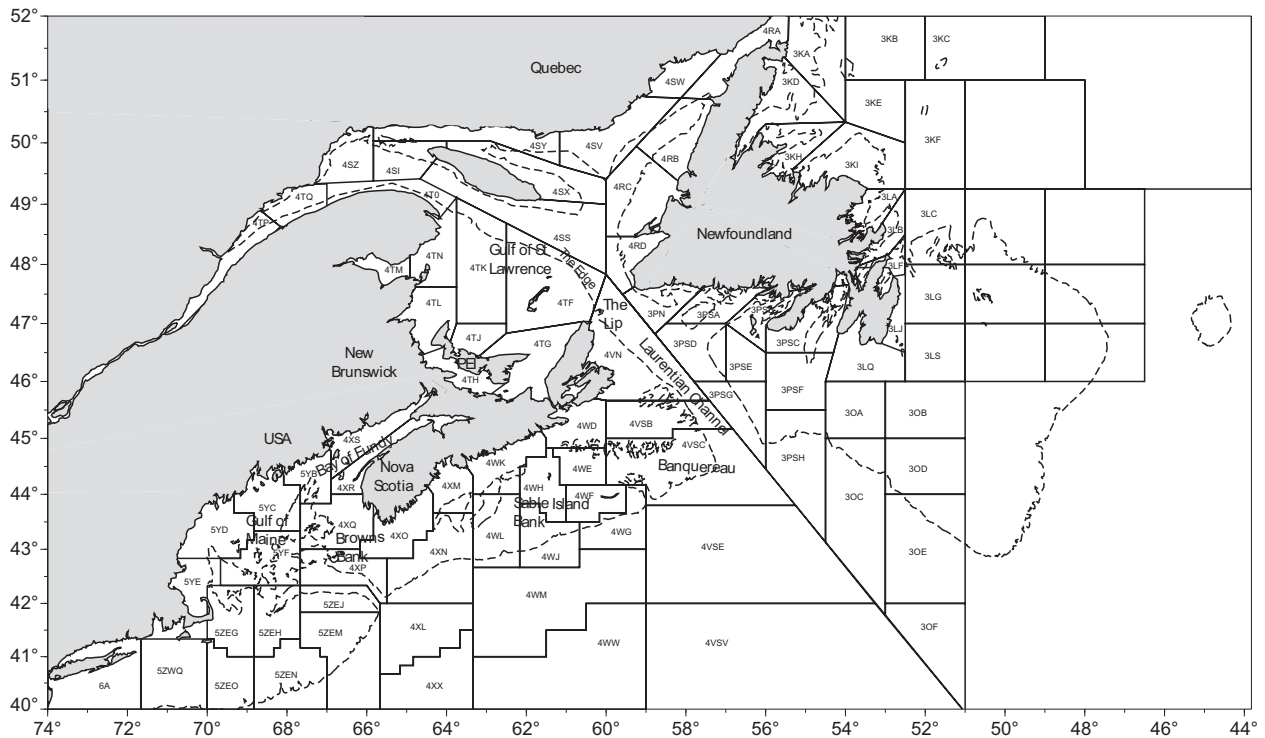 52°
51°
50°
49°
48°
47°
46°
45°
44°
43°
42°
41°
40°
74°
72°
70°
68°
66°
64°
62°
60°
58°
56°
54°
52°
50°
48°
46°
44°
Quebec
Newfoundland
Gulf of St
Lawrence
The Edge
The
Lip
Laurentian Channel
New
Brunswick
PEI
USA
Bay of Fundy
Nova
Scotia
Banquereau
Sable Island
Bank
Gulf of
Maine
Browns
Bank
4RA
3KA
3KB
3KC
4SW
3KD
3KE
3KF
4SY
4SV
4SZ
4SI
4RB
3KH
3KI
4SX
4RC
4TQ
4TO
4TP
3LA
3LC
3LB
4SS
4RD
4TN
4TK
4TM
3LF
4TL
4TF
3LG
3PN
3PSA
3LJ
4TJ
4TG
3PSD
3PSC
4VN
4TH
3PSE
3LQ
3LS
3PSG
3PSF
3OA
3OB
4WD
4VSB
4VSC
4XS
5YB
4WK
4WE
3PSH
3OD
4XR
4XM
4WH
4WF
3OC
5YC
5YD
4XQ
4XO
4WL
4WG
5YF
4XN
4WJ
4VSE
3OE
4XP
5YE
5ZEJ
4WM
5ZEG
5ZEH
5ZEM
4XL
4WW
4VSV
3OF
5ZWQ
5ZEN
6A
5ZEO
4XX